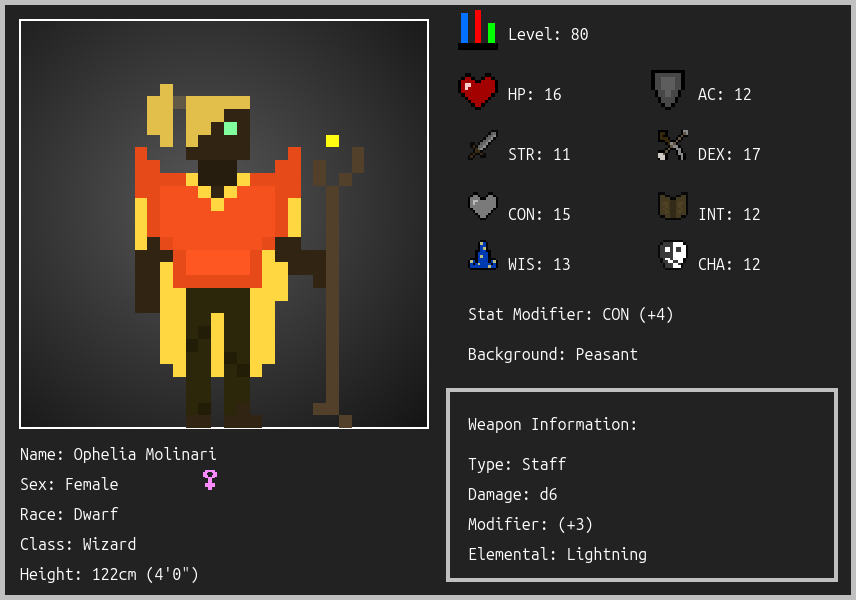 Level: 80
HP: 16
AC: 12
STR: 11
DEX: 17
CON: 15
INT: 12
WIS: 13
CHA: 12
Stat Modifier: CON (+4)
Background: Peasant
Weapon Information:
Type: Staff
Damage: d6
Modifier: (+3)
Elemental: Lightning
Name: Ophelia Molinari
Sex: Female
Race: Dwarf
Class: Wizard
Height: 122cm (4'0")